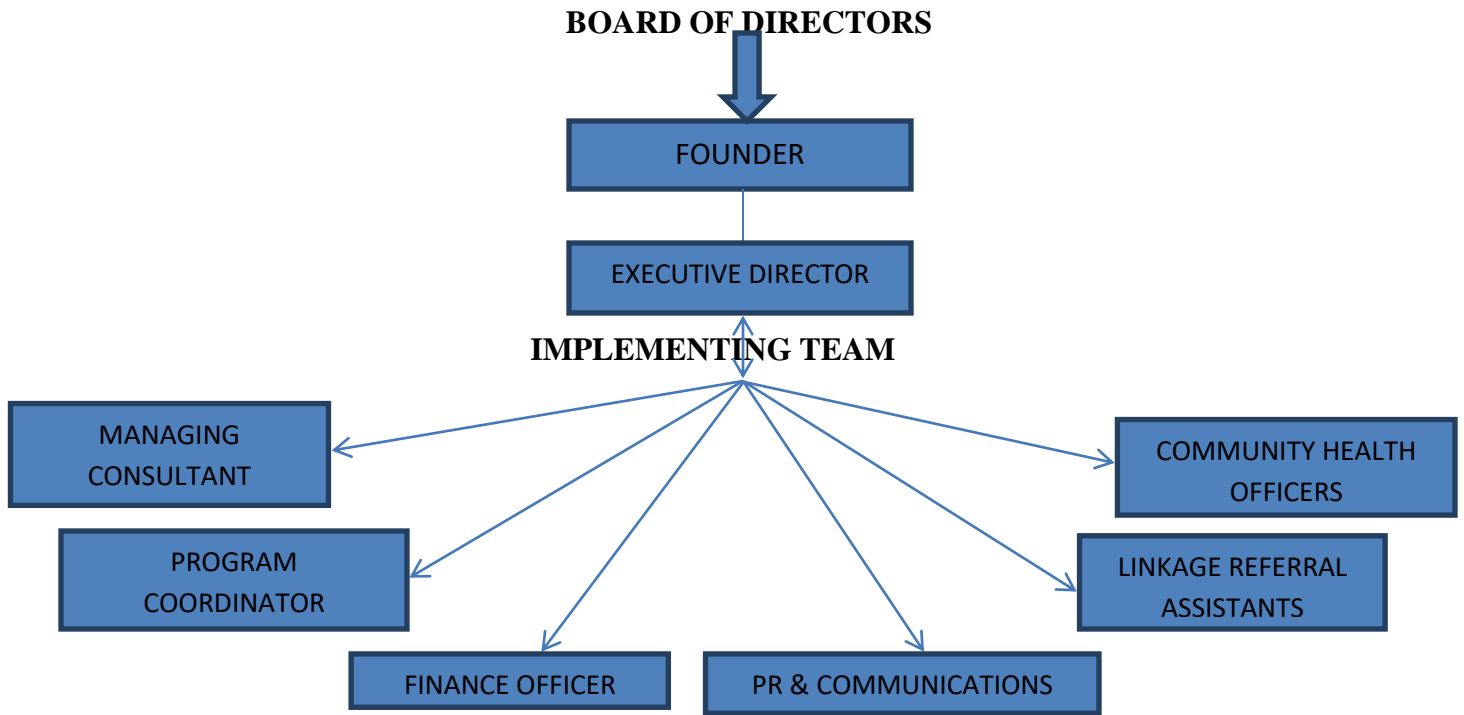 BOARD OF DIRECTORS
FOUNDER
EXECUTIVE DIRECTOR
IMPLEMENTING TEAM
MANAGING
CONSULTANT
COMMUNITY HEALTH
OFFICERS
PROGRAM
COORDINATOR
LINKAGE REFERRAL
ASSISTANTS
FINANCE OFFICER
PR & COMMUNICATIONS